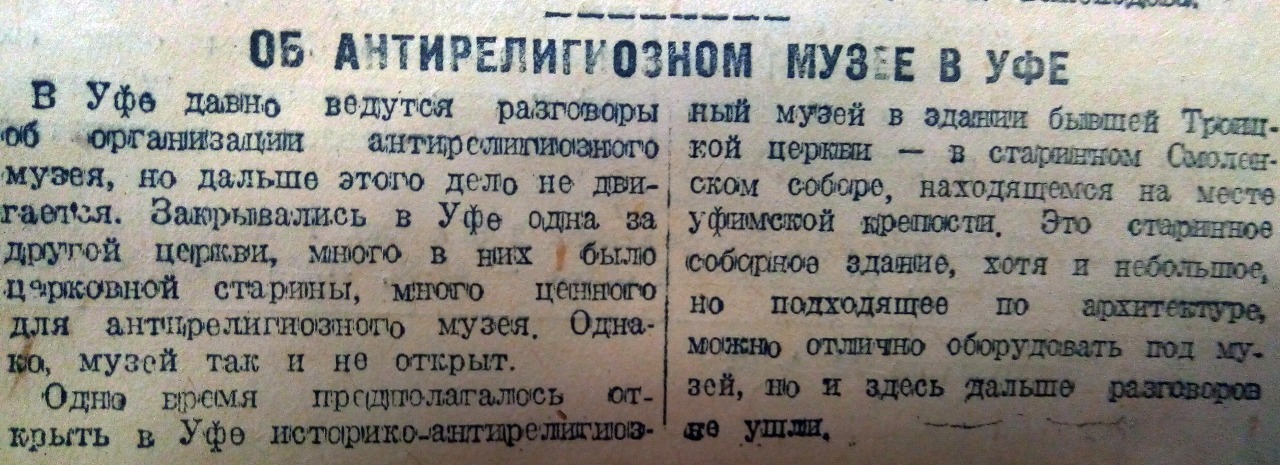 ОБ АНТИРЕЛИГИОЗНОМ МУЗЕЕ В УФЕ
В Уфе давно ведутся разговоры
об организации антирелигиозного
музея, но дальше этого дело не дви-
гается. Закрывались в Уфе одна за
другой церкви, много в них было
церковной старины, много ценного
для антирелигиозного музея. Одна-
ко, музей так и не открыт.
Одно время предполагалось от-
крыть в Уфе историко-антирелигиоз-
ный музей в здании бывшей Троиц-
кой церкви — в старинном Смолен-
ском соборе, находящемся на месте
уфимской крепости. Это старинное
соборное здание, хотя и небольшое,
но подходящее по архитектуре,
можно отлично оборудовать под му-
зей, но и здесь дальше разговоров
не ушли.